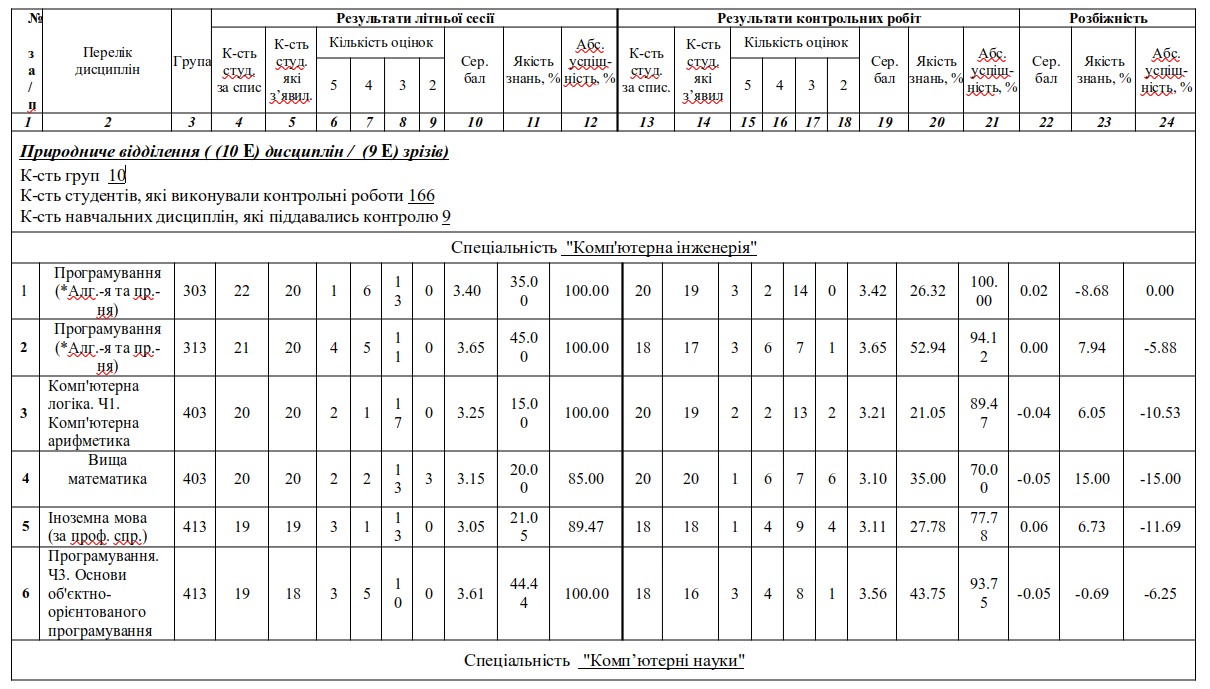 № з а / п
Перелік дисциплін
Група
Результати літньої сесії
Результати контрольних робіт
Розбіжність
К-сть студ. за спис
К-сть студ. які з’явил.
Кількість оцінок
5 4 3 2
Сер. бал
Якість знань, %
Абс. успіш-ність, %
К-сть студ. за спис.
К-сть студ. які з’явил
Кількість оцінок
5 4 3 2
Сер. бал
Якість знань, %
Абс. успіш-ність, %
Сер. бал
Якість знань, %
Абс. успіш-ність, %
1 2 3 4 5 6 7 8 9 10 11 12 13 14 15 16 17 18 19 20 21 22 23 24
Природниче відділення ( (10 Е) дисциплін / (9 Е) зрізів)
К-сть груп 10
К-сть студентів, які виконували контрольні роботи 166
К-сть навчальних дисциплін, які піддавались контролю 9
Спеціальність "Комп'ютерна інженерія"
1 Програмування (*Алг.-я та пр.-ня) 303 22 20 1 6 13 0 3.40 35.00 100.00 20 19 3 2 14 0 3.42 26.32 100.00 0.02 -8.68 0.00
2 Програмування (*Алг.-я та пр.-ня) 313 21 20 4 5 11 0 3.65 45.00 100.00 18 17 3 6 7 1 3.65 52.94 94.12 0.00 7.94 -5.88
3 Комп'ютерна логіка. Ч1. Комп'ютерна арифметика 403 20 20 2 1 17 0 3.25 15.00 100.00 20 19 2 2 13 2 3.21 21.05 89.47 -0.04 6.05 -10.53
4 Вища математика 403 20 20 2 2 13 3 3.15 20.00 85.00 20 20 1 6 7 6 3.10 35.00 70.00 -0.05 15.00 -15.00
5 Іноземна мова (за проф. спр.) 413 19 19 3 1 13 0 3.05 21.05 89.47 18 18 1 4 9 4 3.11 27.78 77.78 0.06 6.73 -11.69
6 Програмування. Ч3. Основи об'єктно-орієнтованого програмування 413 19 18 3 5 10 0 3.61 44.44 100.00 18 16 3 4 8 1 3.56 43.75 93.75 -0.05 -0.69 -6.25
Спеціальність "Комп’ютерні науки"